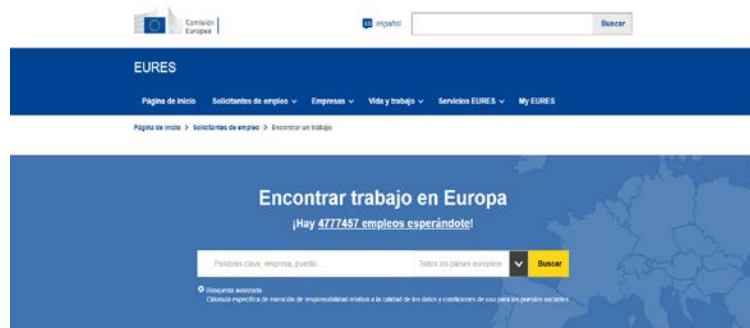 Comisión
Europea
es español
Buscar
EURES
Página de inicio Solicitantes de empleo Empresas Vida y trabajo Servicios EURES My EURES
Página de inicio > Solicitantes de empleo > Encontrar un trabajo
Encontrar trabajo en Europa
¡Hay 4777457 empleos esperándote!
Palabras clave, empresa, puesto... Todos los países europeos Buscar
Búsqueda avanzada
Cláusula específica de exención de responsabilidad relativa a la calidad de los datos y condiciones de uso para los puestos vacantes